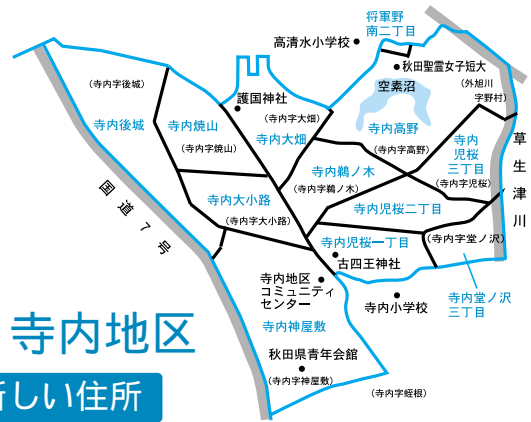 将軍野
南二丁目
高清水小学校
秋田聖霊女子短大
(外旭川
字野村)
空素沼
(寺内字後城)
護国神社
(寺内字大畑)
寺内後城
寺内焼山
(寺内字焼山)
寺内大畑
寺内高野
(寺内字高野)
寺内
児桜
三丁目
(寺内字児桜)
草生津川
寺内鵜ノ木
(寺内字鵜ノ木)
国道7号
寺内大小路
(寺内字大小路)
寺内児桜二丁目
寺内児桜一丁目
(寺内字堂ノ沢)
古四王神社
寺内地区
コミュニティ
センター
寺内小学校
寺内堂ノ沢
三丁目
寺内神屋敷
寺内地区
秋田県青年会館
(寺内字神屋敷)
(寺内字蛭根)
しい住所